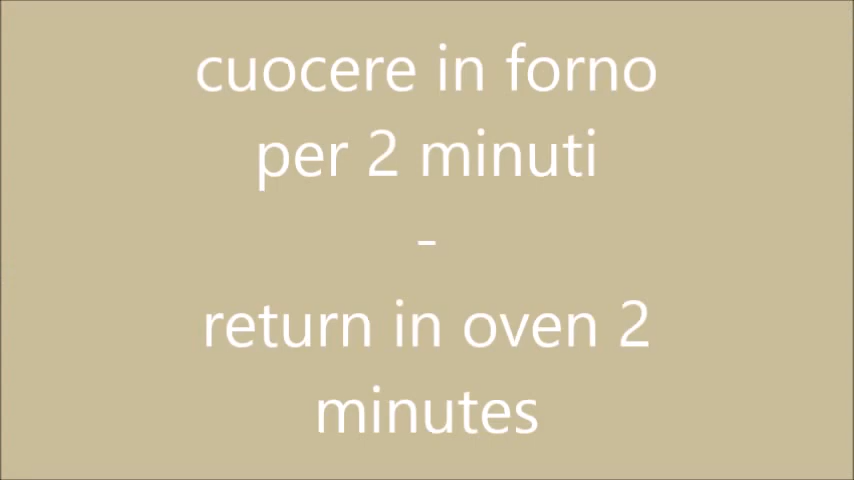 cuocere in forno
per 2 minuti
-
return in oven 2
minutes